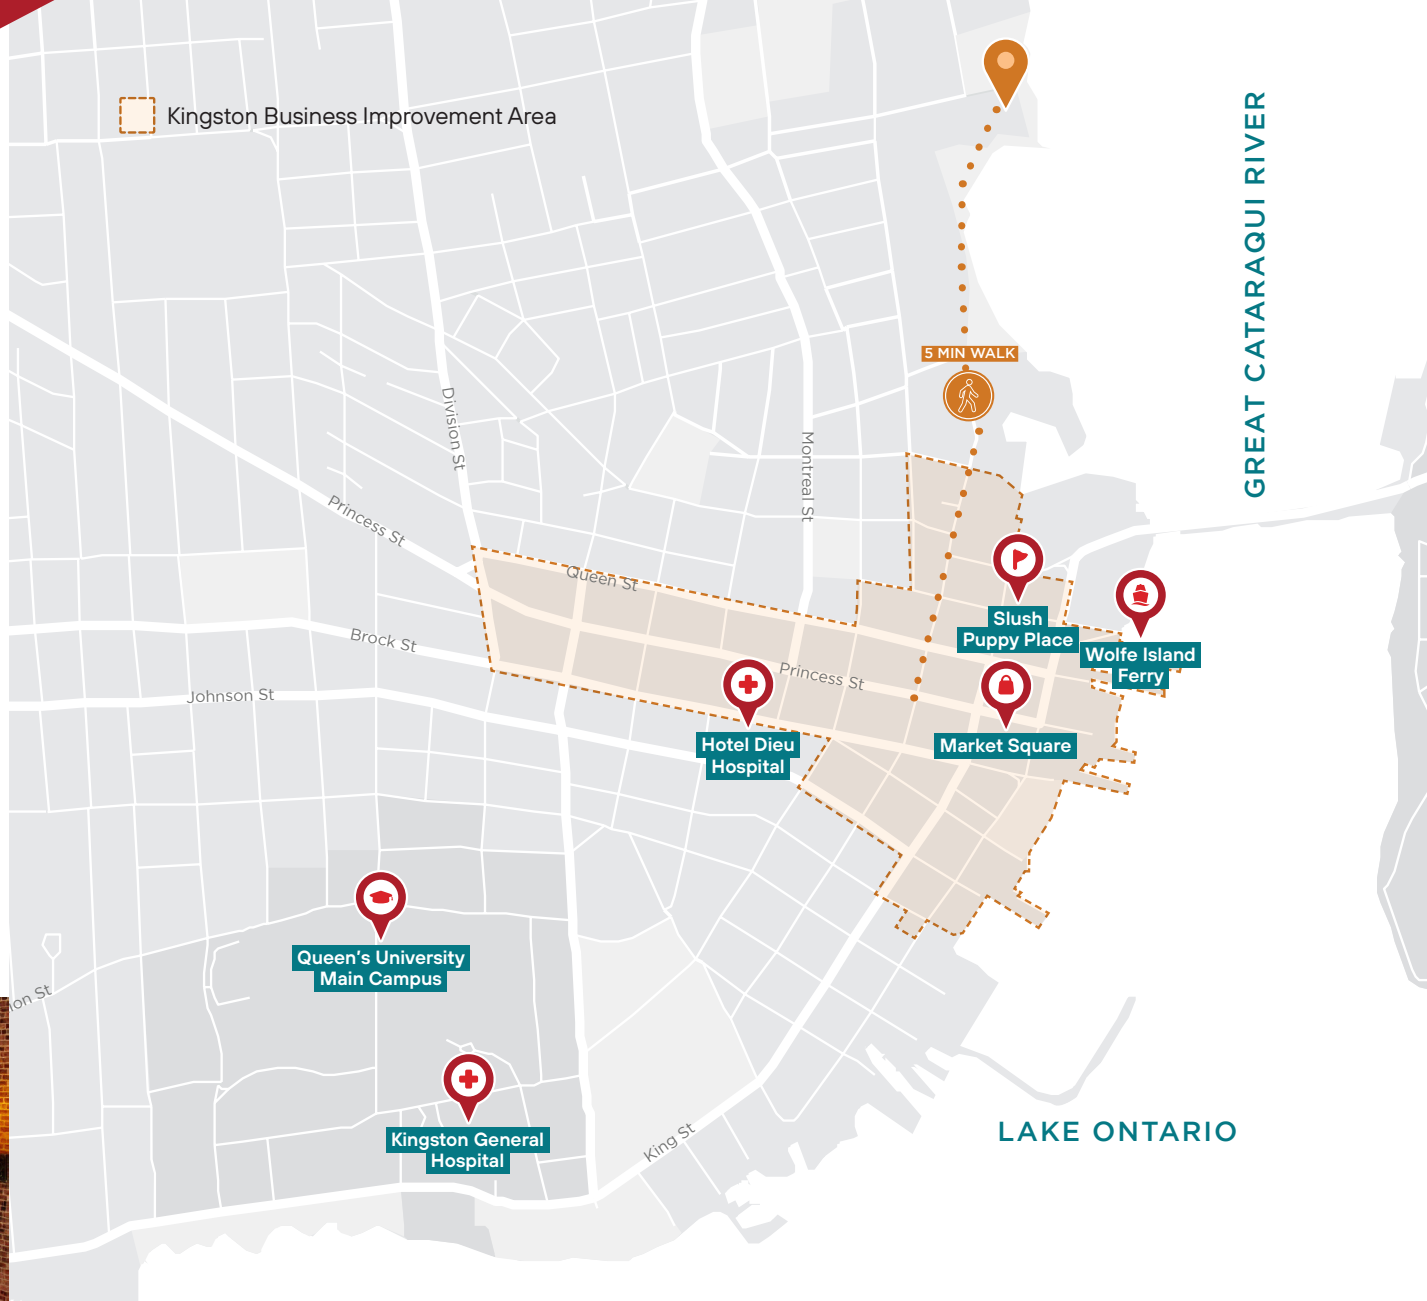 Kingston Business Improvement Area
GREAT CATARAQUI RIVER
5 MIN WALK
Division St
Montreal St
Princess St
Queen St
Slush
Puppy Place
Brock St
Wolfe Island
Ferry
Princess St
Johnson St
Hotel Dieu
Hospital
Market Square
Queen's University
Main Campus
ion St
LAKE ONTARIO
Kingston General
Hospital
King St